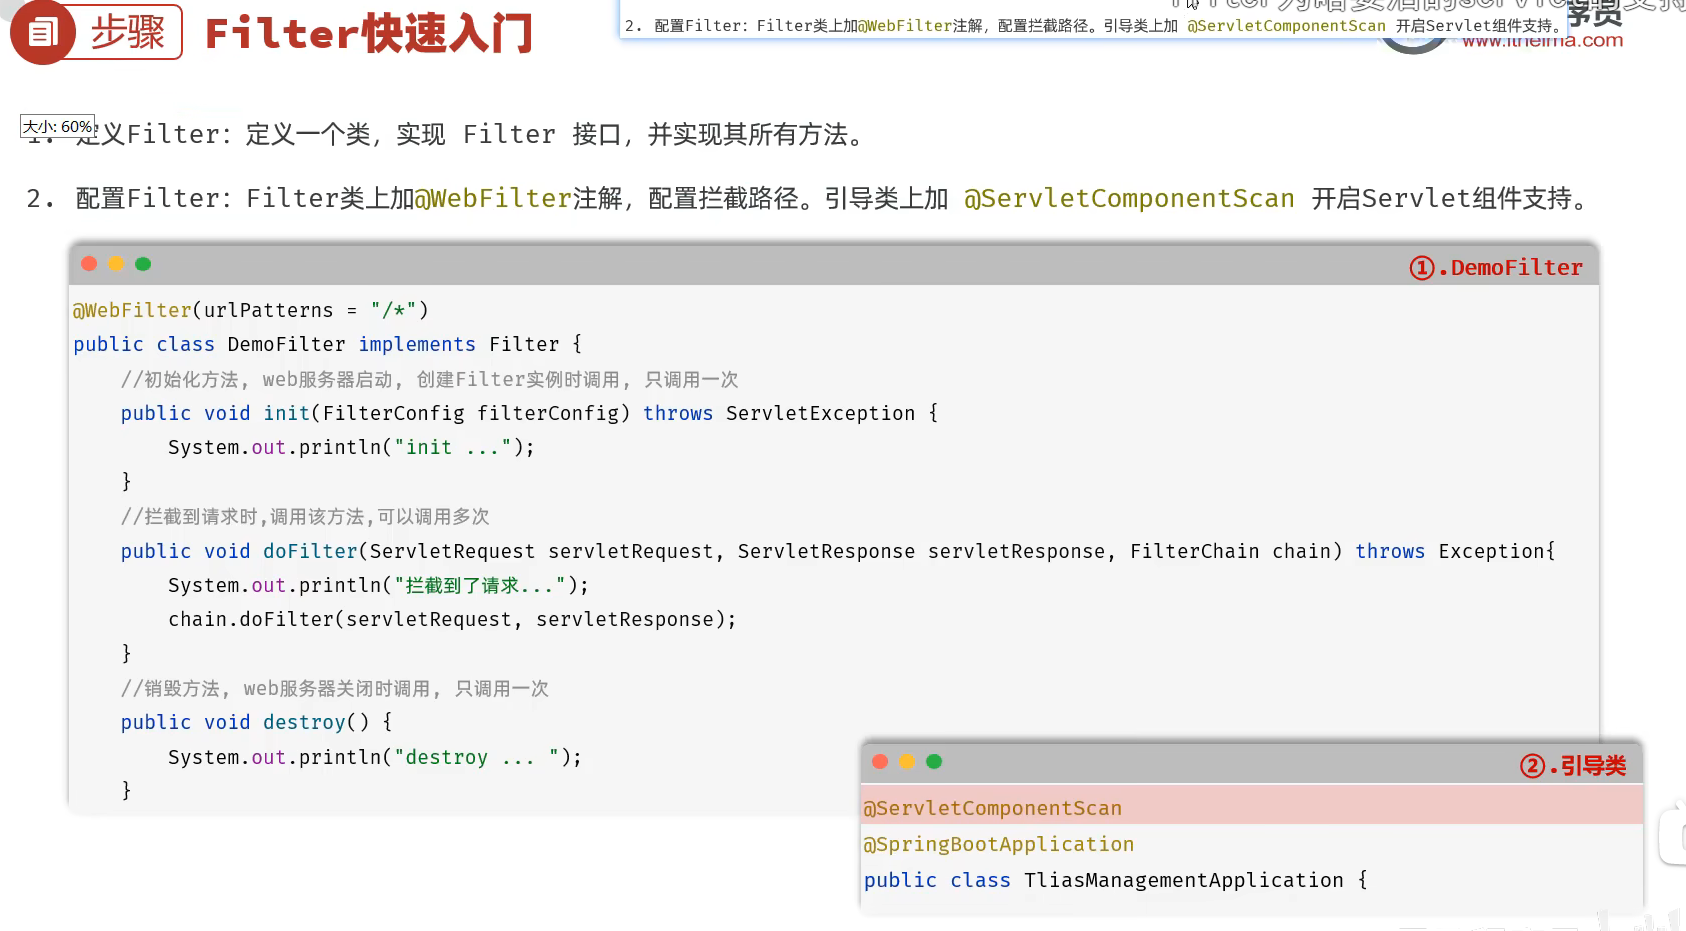 步骤 Filter快速入门
2. 配置Filter：Filter类上加@WebFilter注解，配置拦截路径。引导类上加 @ServletComponentScan 开启Servlet组件支持。
www.itheima.com
大小: 60%
1. 定义Filter：定义一个类，实现 Filter 接口，并实现其所有方法。
2. 配置Filter：Filter类上加@WebFilter注解，配置拦截路径。引导类上加 @ServletComponentScan 开启Servlet组件支持。
①.DemoFilter
@WebFilter(urlPatterns = "/*")
public class DemoFilter implements Filter {
//初始化方法, web服务器启动, 创建Filter实例时调用, 只调用一次
public void init(FilterConfig filterConfig) throws ServletException {
System.out.println("init ...");
}
//拦截到请求时,调用该方法,可以调用多次
public void doFilter(ServletRequest servletRequest, ServletResponse servletResponse, FilterChain chain) throws Exception{
System.out.println("拦截到了请求...");
chain.doFilter(servletRequest, servletResponse);
}
//销毁方法, web服务器关闭时调用, 只调用一次
public void destroy() {
System.out.println("destroy ... ");
}
②.引导类
@ServletComponentScan
@SpringBootApplication
public class TliasManagementApplication {